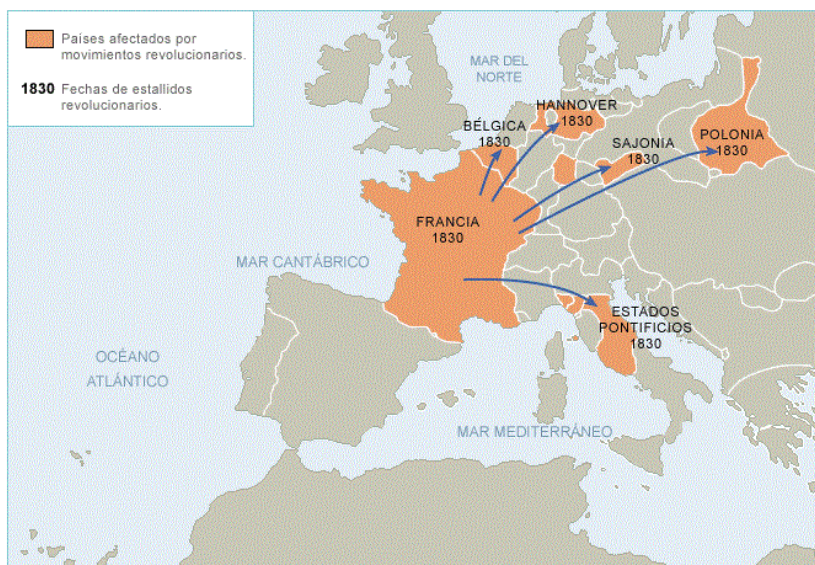 Países afectados por
movimientos revolucionarios.
1830 Fechas de estallidos
revolucionarios.
MAR DEL
NORTE
HANNOVER
1830
BÉLGICA
1830
SAJONIA
1830
POLONIA
1830
FRANCIA
1830
MAR CANTÁBRICO
ESTADOS
PONTIFICIOS
1830
OCÉANO
ATLÁNTICO
MAR MEDITERRÁNEO